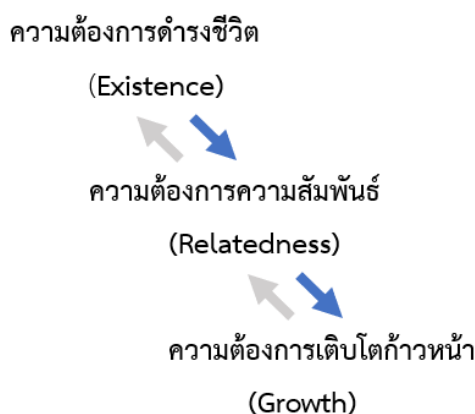 ความต้องการดำรงชีวิต
(Existence)
ความต้องการความสัมพันธ์
(Relatedness)
ความต้องการเติบโตก้าวหน้า
(Growth)